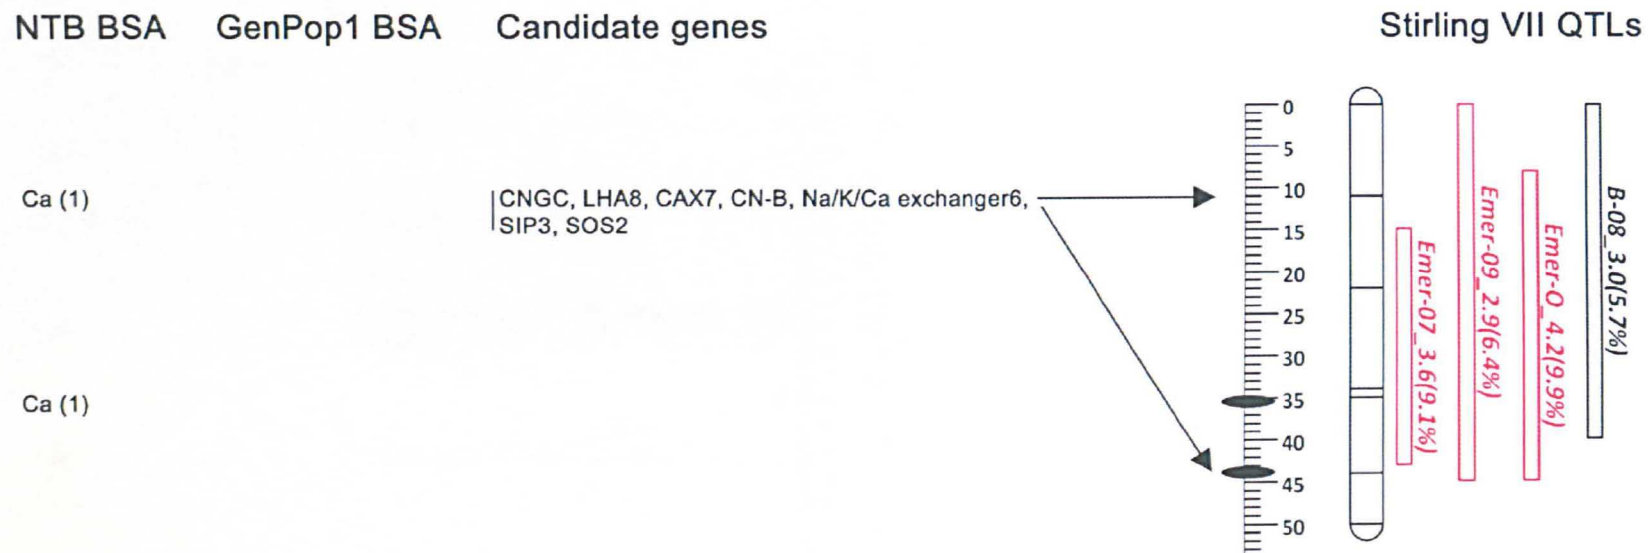 NTB BSA GenPop1 BSA Candidate genes Stirling VII QTLs
0
5
Ca (1)
CNGC, LHA8, CAX7, CN-B, Na/K/Ca exchanger6,
SIP3, SOS2
10
15
20
25
30
Ca (1)
35
40
45
50
Emer-07_3.6(9.1%)
Emer-09_2.9(6.4%)
Emer-O_4.2(9.9%)
B-08_3.0(5.7%)